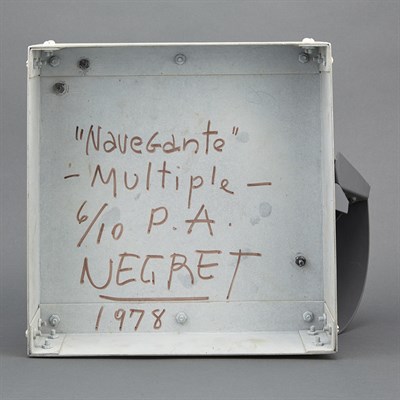 "Navegante"
- Multiple -
6/10 P.A.
NEGRET
1978